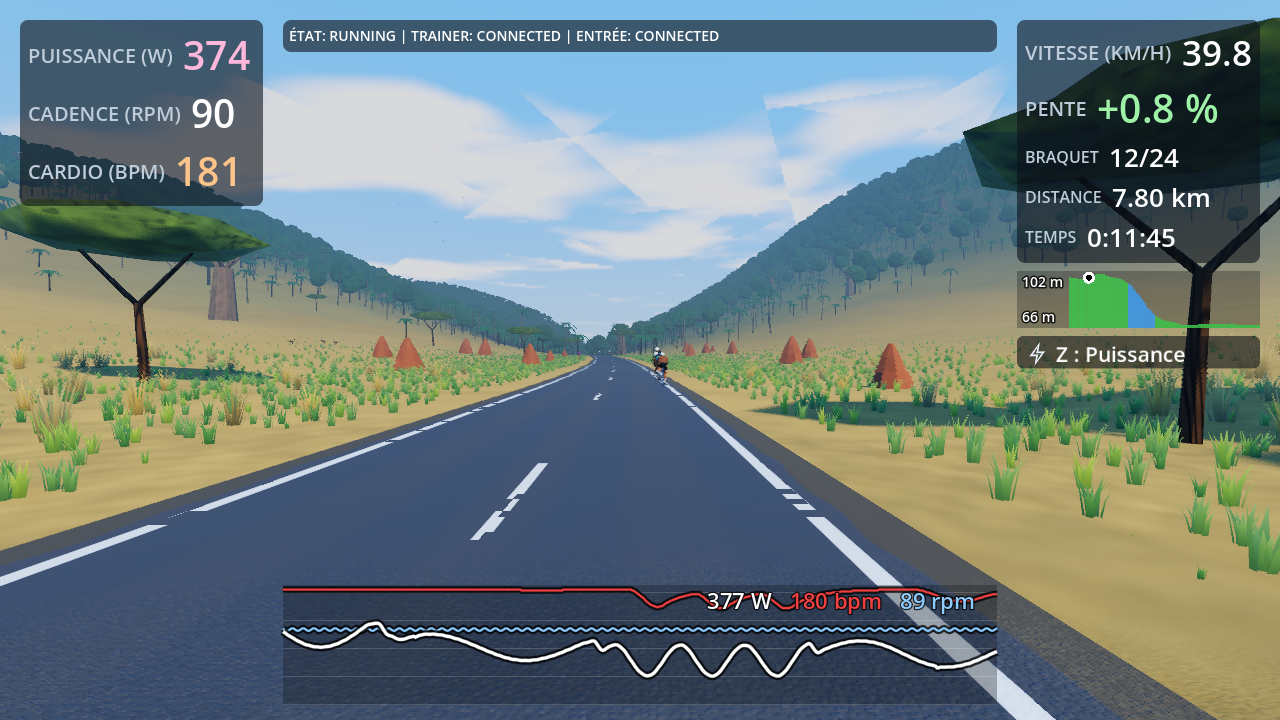 PUISSANCE (W) 374
CADENCE (RPM) 90
CARDIO (BPM) 181
ÉTAT: RUNNING | TRAINER: CONNECTED | ENTRÉE: CONNECTED
VITESSE (KM/H) 39.8
PENTE +0.8 %
BRAQUET 12/24
DISTANCE 7.80 km
TEMPS 0:11:45
102 m
66 m
Z : Puissance
377 W 180 bpm 89 rpm